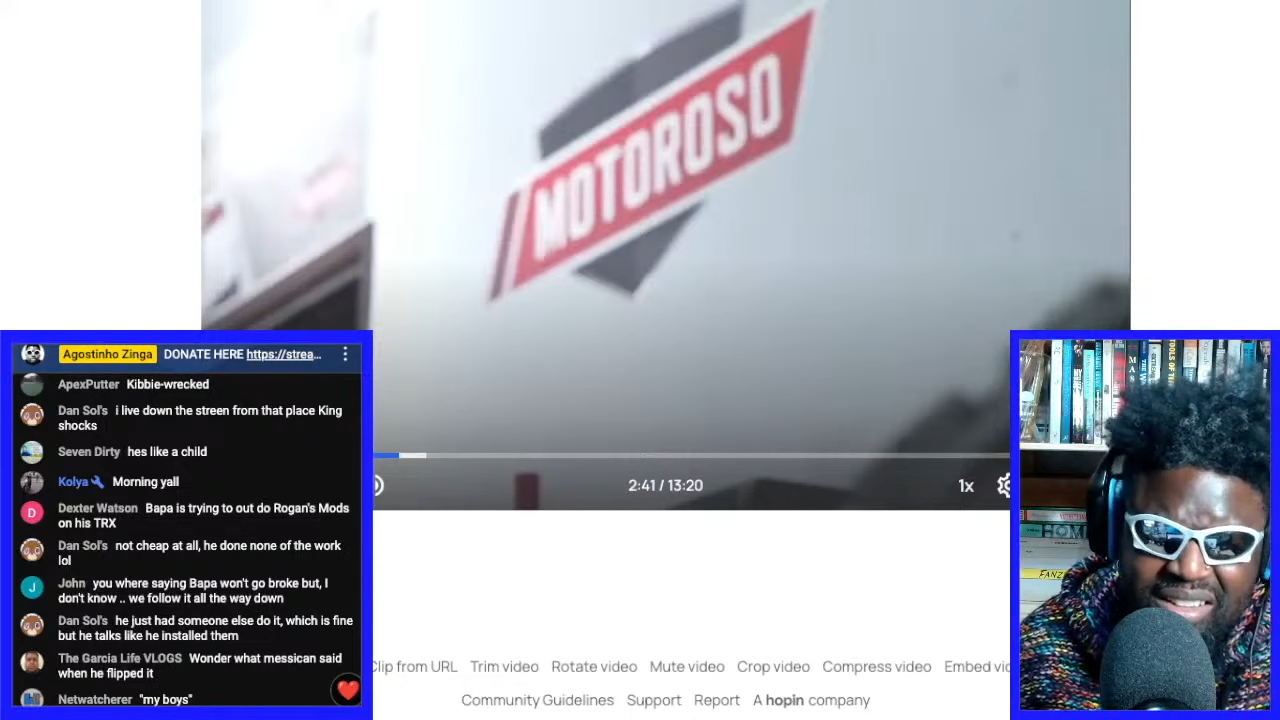 MOTOROSO
Agostinho Zinga DONATE HERE https://strea...
ApexPutter Kibbie-wrecked
Dan Sol's i live down the streen from that place King
shocks
Seven Dirty hes like a child
Kolya Morning yall
Dexter Watson Bapa is trying to out do Rogan's Mods
on his TRX
Dan Sol's not cheap at all, he done none of the work
lol
John you where saying Bapa won't go broke but, I
don't know .. we follow it all the way down
Dan Sol's he just had someone else do it, which is fine
but he talks like he installed them
The Garcia Life VLOGS Wonder what messican said
when he flipped it
Netwatcherer "my boys"
2:41 / 13:20
1x
Clip from URL Trim video Rotate video Mute video Crop video Compress video Embed
Community Guidelines Support Report A hopin company